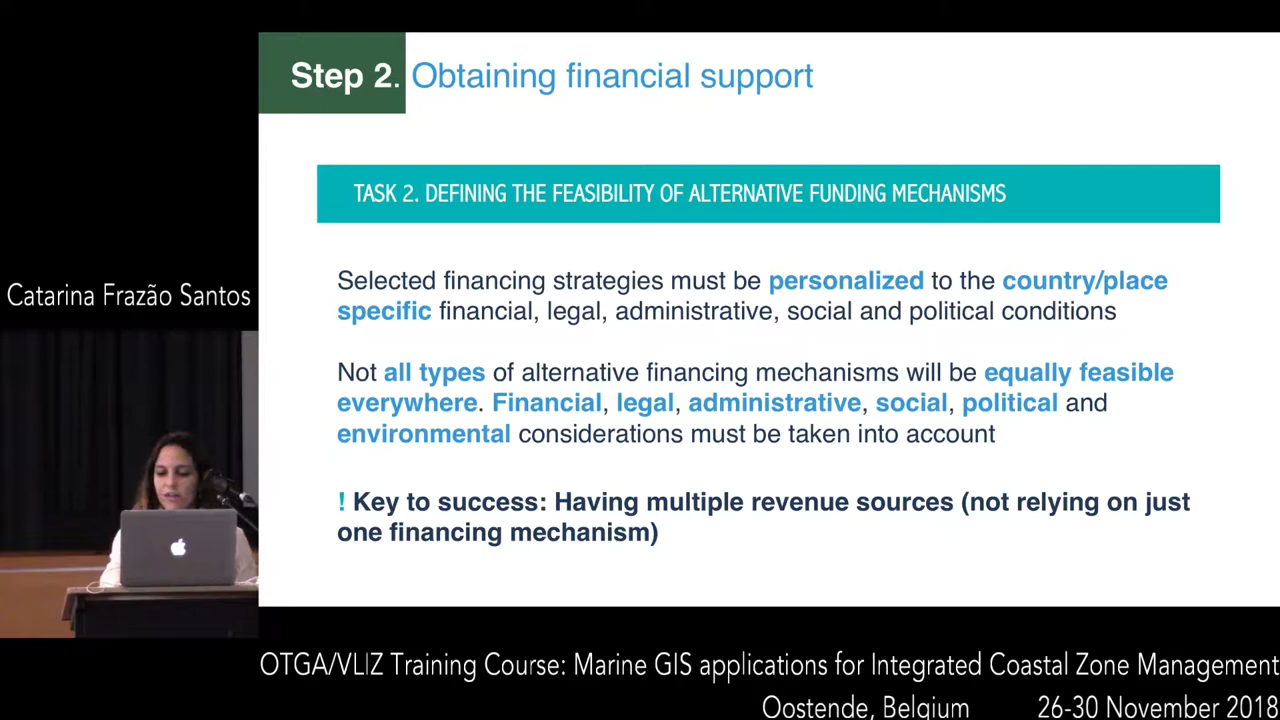 Step 2. Obtaining financial support
TASK 2. DEFINING THE FEASIBILITY OF ALTERNATIVE FUNDING MECHANISMS
Selected financing strategies must be personalized to the country/place
specific financial, legal, administrative, social and political conditions
Not all types of alternative financing mechanisms will be equally feasible
everywhere. Financial, legal, administrative, social, political and
environmental considerations must be taken into account
! Key to success: Having multiple revenue sources (not relying on just
one financing mechanism)
Catarina Frazão Santos
OTGA/VLIZ Training Course: Marine GIS applications for Integrated Coastal Zone Management
Oostende, Belgium 26-30 November 2018